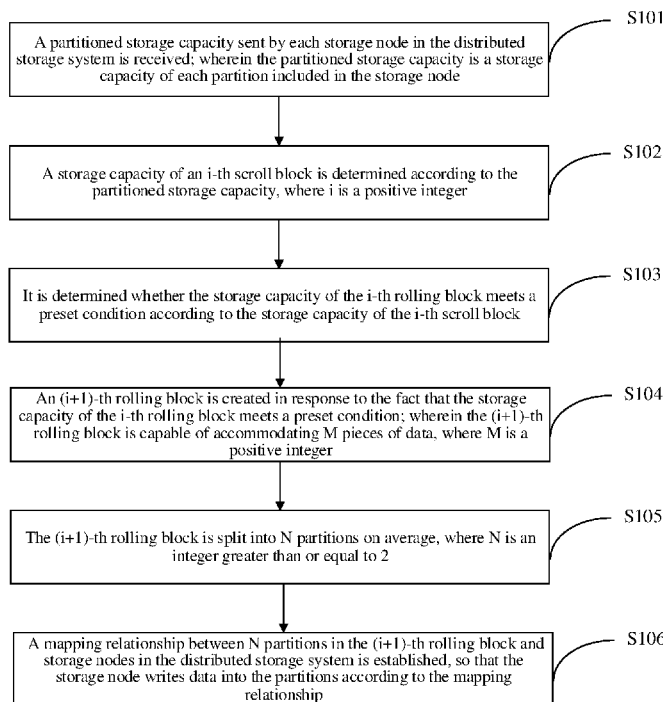 S101
A partitioned storage capacity sent by each storage node in the distributed
storage system is received; wherein the partitioned storage capacity is a storage
capacity of each partition included in the storage node
S102
A storage capacity of an i-th scroll block is determined according to the
partitioned storage capacity, where i is a positive integer
S103
It is determined whether the storage capacity of the i-th rolling block meets a
preset condition according to the storage capacity of the i-th scroll block
S104
An (i+1)-th rolling block is created in response to the fact that the storage
capacity of the i-th rolling block meets a preset condition; wherein the (i+1)-th
rolling block is capable of accommodating M pieces of data, where M is a
positive integer
S105
The (i+1)-th rolling block is split into N partitions on average, where N is an
integer greater than or equal to 2
S106
A mapping relationship between N partitions in the (i+1)-th rolling block and
storage nodes in the distributed storage system is established, so that the
storage node writes data into the partitions according to the mapping
relationship